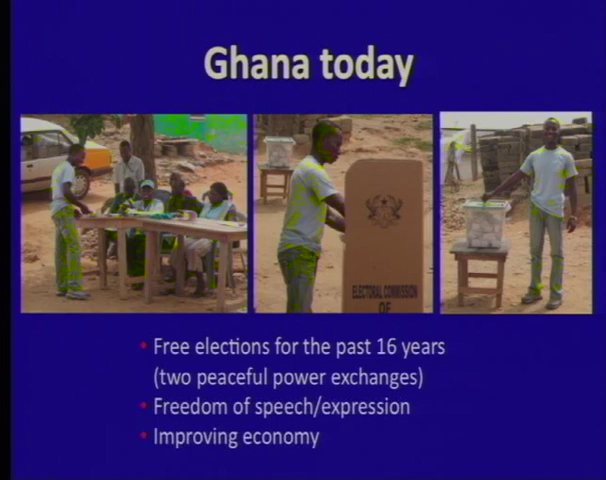 Ghana today
ELECTORAL COMMISSION
OF
• Free elections for the past 16 years
(two peaceful power exchanges)
• Freedom of speech/expression
• Improving economy